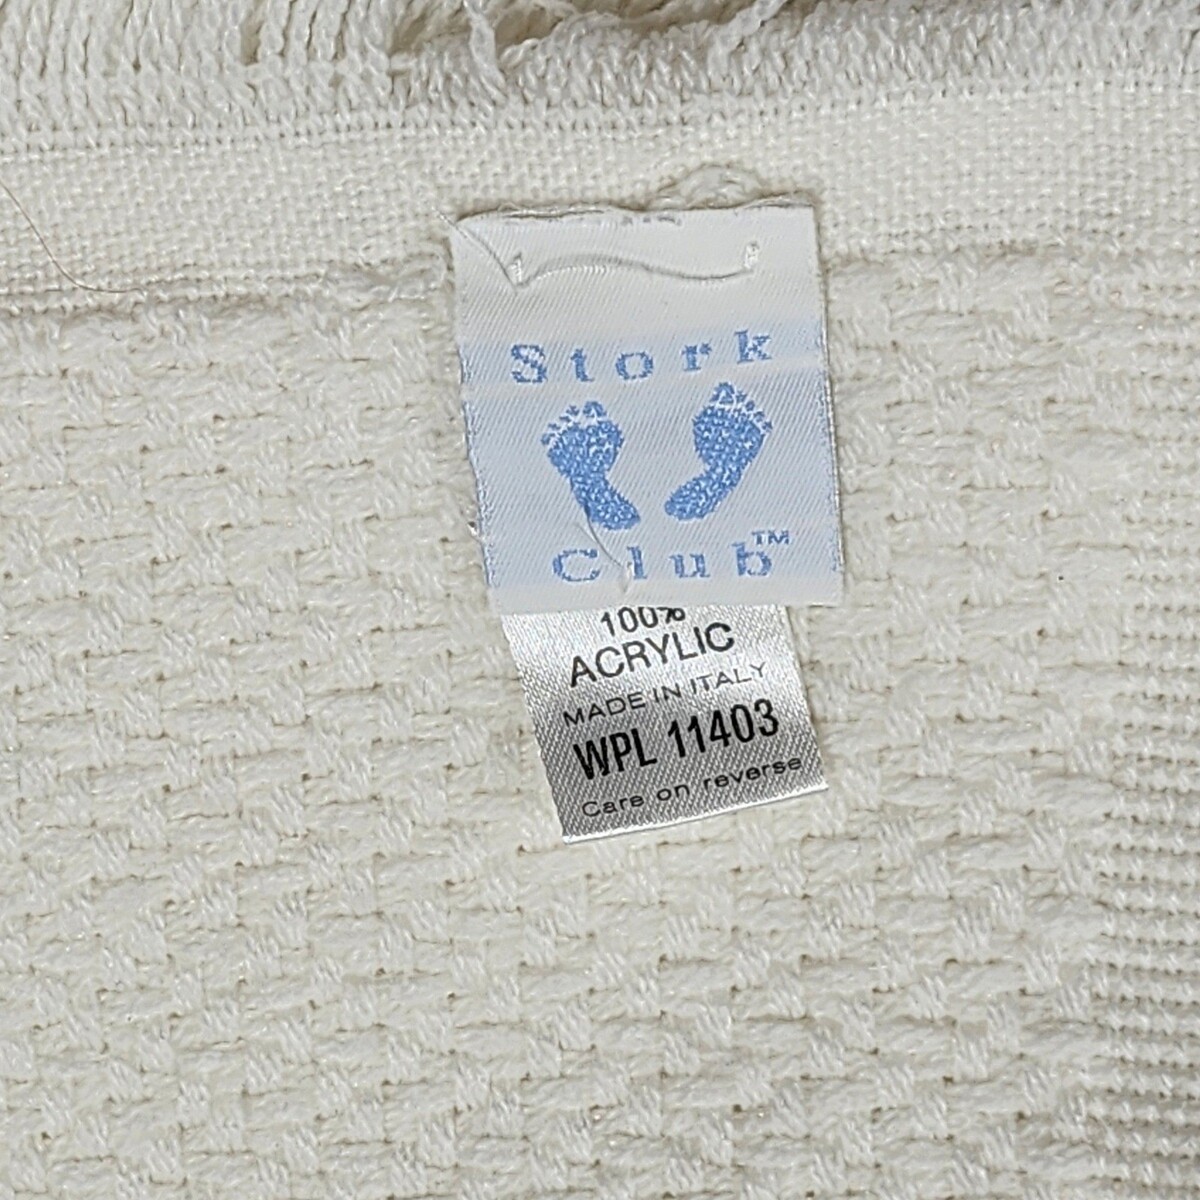 Stork
Club™
100%
ACRYLIC
MADE IN ITALY
WPL 11403
Care on reverse